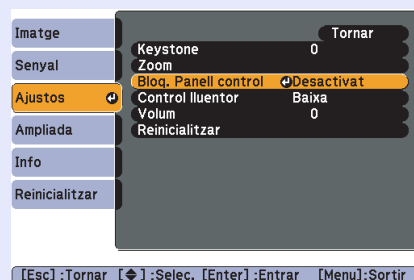 Imatge
Senyal
Ajustos
Ampliada
Info
Reinicialitzar
Tornar
Keystone 0
Zoom
Bloq. Panell control Desactivat
Control lluentor Baixa
Volum 0
Reinicialitzar
[Esc] :Tornar [◆] :Selec. [Enter] :Entrar [Menu]:Sortir